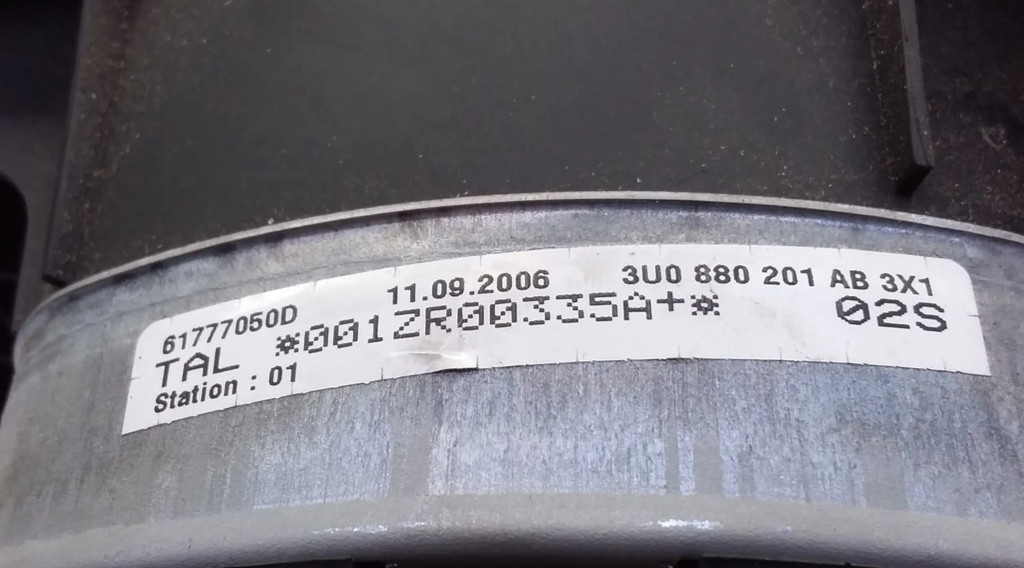 61777050D 11.09.2006 3U0 880 201 AB 3X1
TAL *001ZR00335A+* 02S
Station : 01